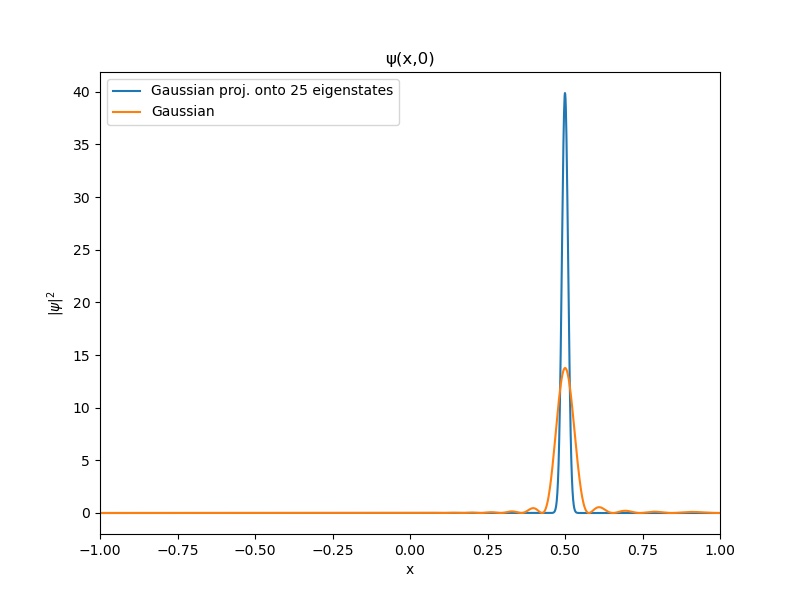 ψ(x,0)
Gaussian proj. onto 25 eigenstates
Gaussian
40
35
30
25
20
15
10
5
0
|ψ|²
−1.00 −0.75 −0.50 −0.25 0.00 0.25 0.50 0.75 1.00
x